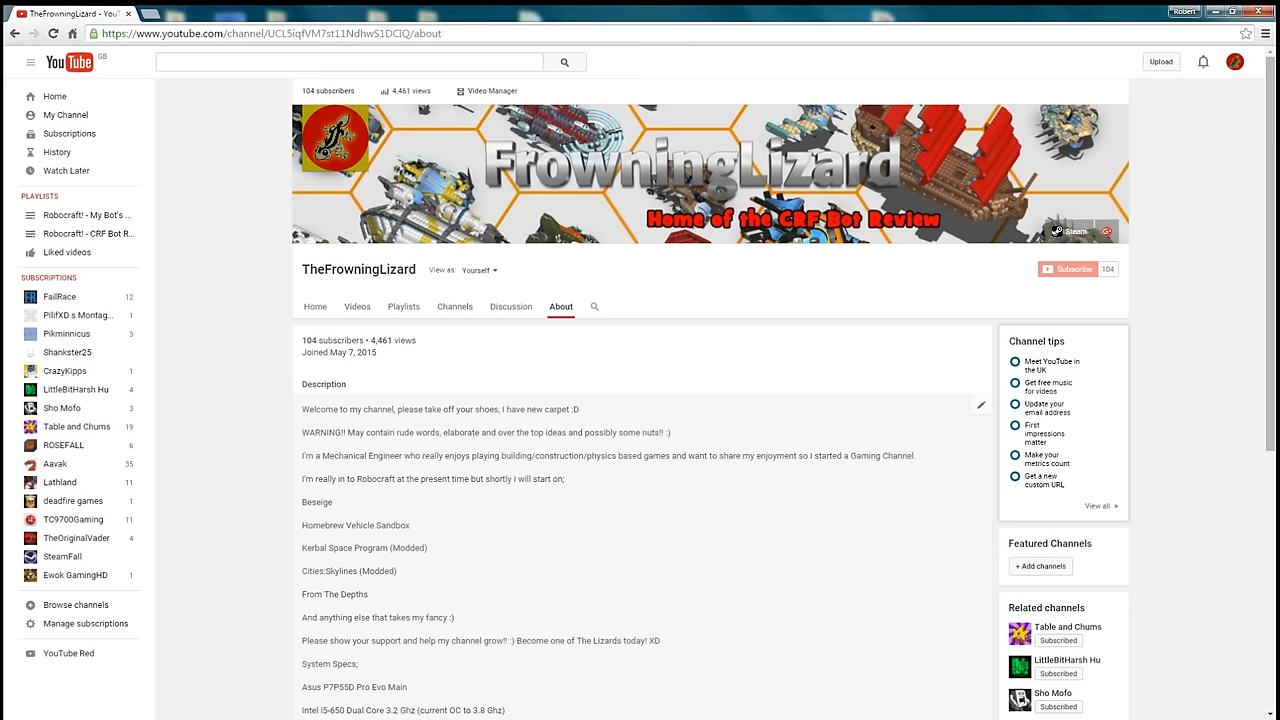 TheFrowningLizard - YouT
Robert
https://www.youtube.com/channel/UCL5iqfVM7st11NdhwS1DCIQ/about
YouTube GB
Upload
Home
My Channel
Subscriptions
History
Watch Later
PLAYLISTS
Robocraft! - My Bot's ...
Robocraft! - CRF Bot R...
Liked videos
SUBSCRIPTIONS
FailRace 12
PilifXD s Montag... 1
Pikminnicus 3
Shankster25
CrazyKipps 1
LittleBitHarsh Hu 4
Sho Mofo 3
Table and Chums 19
ROSEFALL 6
Aavak 35
Lathland 11
deadfire games 1
TC9700Gaming 11
TheOriginalVader 4
SteamFall
Ewok GamingHD 1
Browse channels
Manage subscriptions
YouTube Red
104 subscribers 4,461 views Video Manager
FrowningLizard
Home of the CRF Bot Review
Steam
TheFrowningLizard View as: Yourself
Subscribe 104
Home Videos Playlists Channels Discussion About
104 subscribers • 4,461 views
Joined May 7, 2015
Description
Welcome to my channel, please take off your shoes, I have new carpet :D
WARNING!! May contain rude words, elaborate and over the top ideas and possibly some nuts!! :)
I'm a Mechanical Engineer who really enjoys playing building/construction/physics based games and want to share my enjoyment so I started a Gaming Channel.
I'm really in to Robocraft at the present time but shortly I will start on;
Beseige
Homebrew Vehicle Sandbox
Kerbal Space Program (Modded)
Cities:Skylines (Modded)
From The Depths
And anything else that takes my fancy :)
Please show your support and help my channel grow!! :) Become one of The Lizards today! XD
System Specs;
Asus P7P55D Pro Evo Main
Intel i5-650 Dual Core 3.2 Ghz (current OC to 3.8 Ghz)
Channel tips
Meet YouTube in
the UK
Get free music
for videos
Update your
email address
First
impressions
matter
Make your
metrics count
Get a new
custom URL
View all »
Featured Channels
+ Add channels
Related channels
Table and Chums
Subscribed
LittleBitHarsh Hu
Subscribed
Sho Mofo
Subscribed